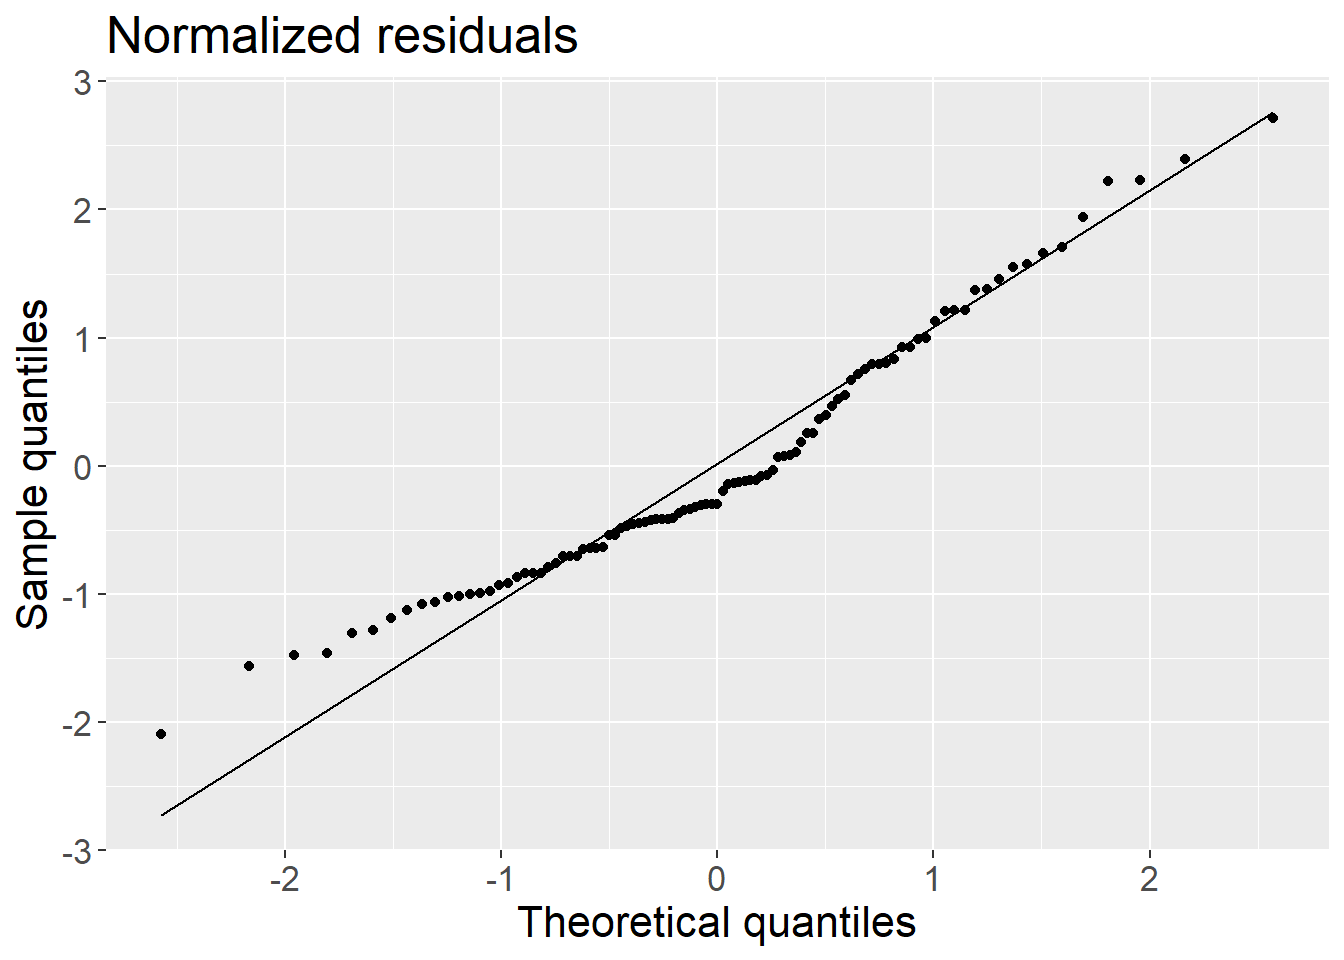 Normalized residuals
3
2
1
0
-1
-2
-3
Sample quantiles
-2 -1 0 1 2
Theoretical quantiles